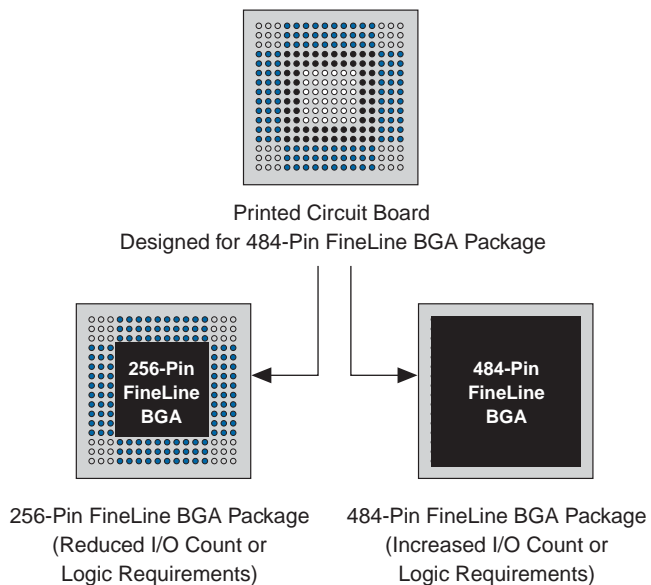 Printed Circuit Board
Designed for 484-Pin FineLine BGA Package
256-Pin
FineLine
BGA
484-Pin
FineLine
BGA
256-Pin FineLine BGA Package
(Reduced I/O Count or
Logic Requirements)
484-Pin FineLine BGA Package
(Increased I/O Count or
Logic Requirements)